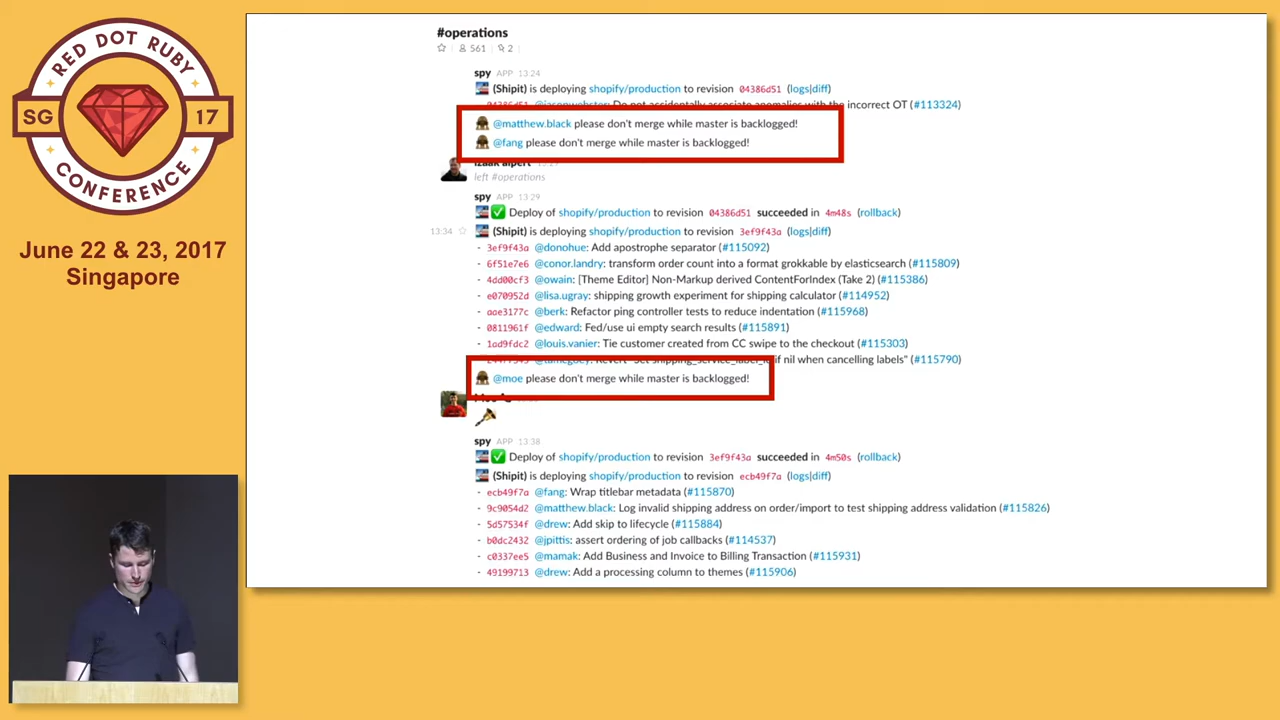 RED DOT RUBY
SG 17
CONFERENCE
June 22 & 23, 2017
Singapore
#operations
561 2
spy APP 13:24
(Shipit) is deploying shopify/production to revision 04386d51 (logs|diff)
04386d51 @jasonwebster: Do not accidentally associate anomalies with the incorrect OT (#113324)
@matthew.black please don't merge while master is backlogged!
@fang please don't merge while master is backlogged!
Izaak Alpert
left #operations
spy APP 13:29
Deploy of shopify/production to revision 04386d51 succeeded in 4m48s (rollback)
13:34 (Shipit) is deploying shopify/production to revision 3ef9f43a (logs|diff)
- 3ef9f43a @donohue: Add apostrophe separator (#115092)
- 6f51e7e6 @conor.landry: transform order count into a format grokkable by elasticsearch (#115809)
- 4dd00cf3 @owain: [Theme Editor] Non-Markup derived ContentForIndex (Take 2) (#115386)
- e070952d @lisa.ugray: shipping growth experiment for shipping calculator (#114952)
- aae3177c @berk: Refactor ping controller tests to reduce indentation (#115968)
- 0811961f @edward: Fed/use ui empty search results (#115891)
- 1ad9fdc2 @louis.vanier: Tie customer created from CC swipe to the checkout (#115303)
Revert "Set shipping_service_label_ if nil when cancelling labels" (#115790)
@moe please don't merge while master is backlogged!
spy APP 13:38
Deploy of shopify/production to revision 3ef9f43a succeeded in 4m50s (rollback)
(Shipit) is deploying shopify/production to revision ecb49f7a (logs|diff)
- ecb49f7a @fang: Wrap titlebar metadata (#115870)
- 9c9054d2 @matthew.black: Log invalid shipping address on order/import to test shipping address validation (#115826)
- 5d57534f @drew: Add skip to lifecycle (#115884)
- b0dc2432 @jpittis: assert ordering of job callbacks (#114537)
- c0337ee5 @mamak: Add Business and Invoice to Billing Transaction (#115931)
- 49199713 @drew: Add a processing column to themes (#115906)